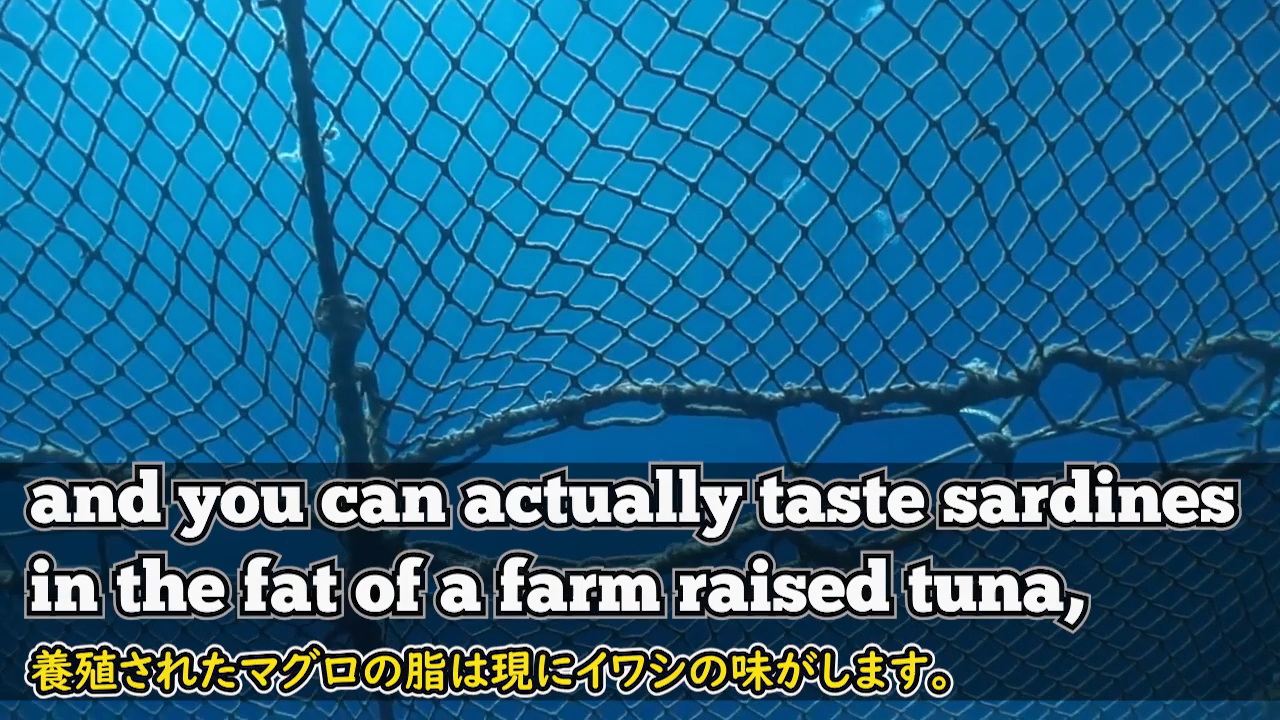 and you can actually taste sardines
in the fat of a farm raised tuna,
養殖されたマグロの脂は現にイワシの味がします。